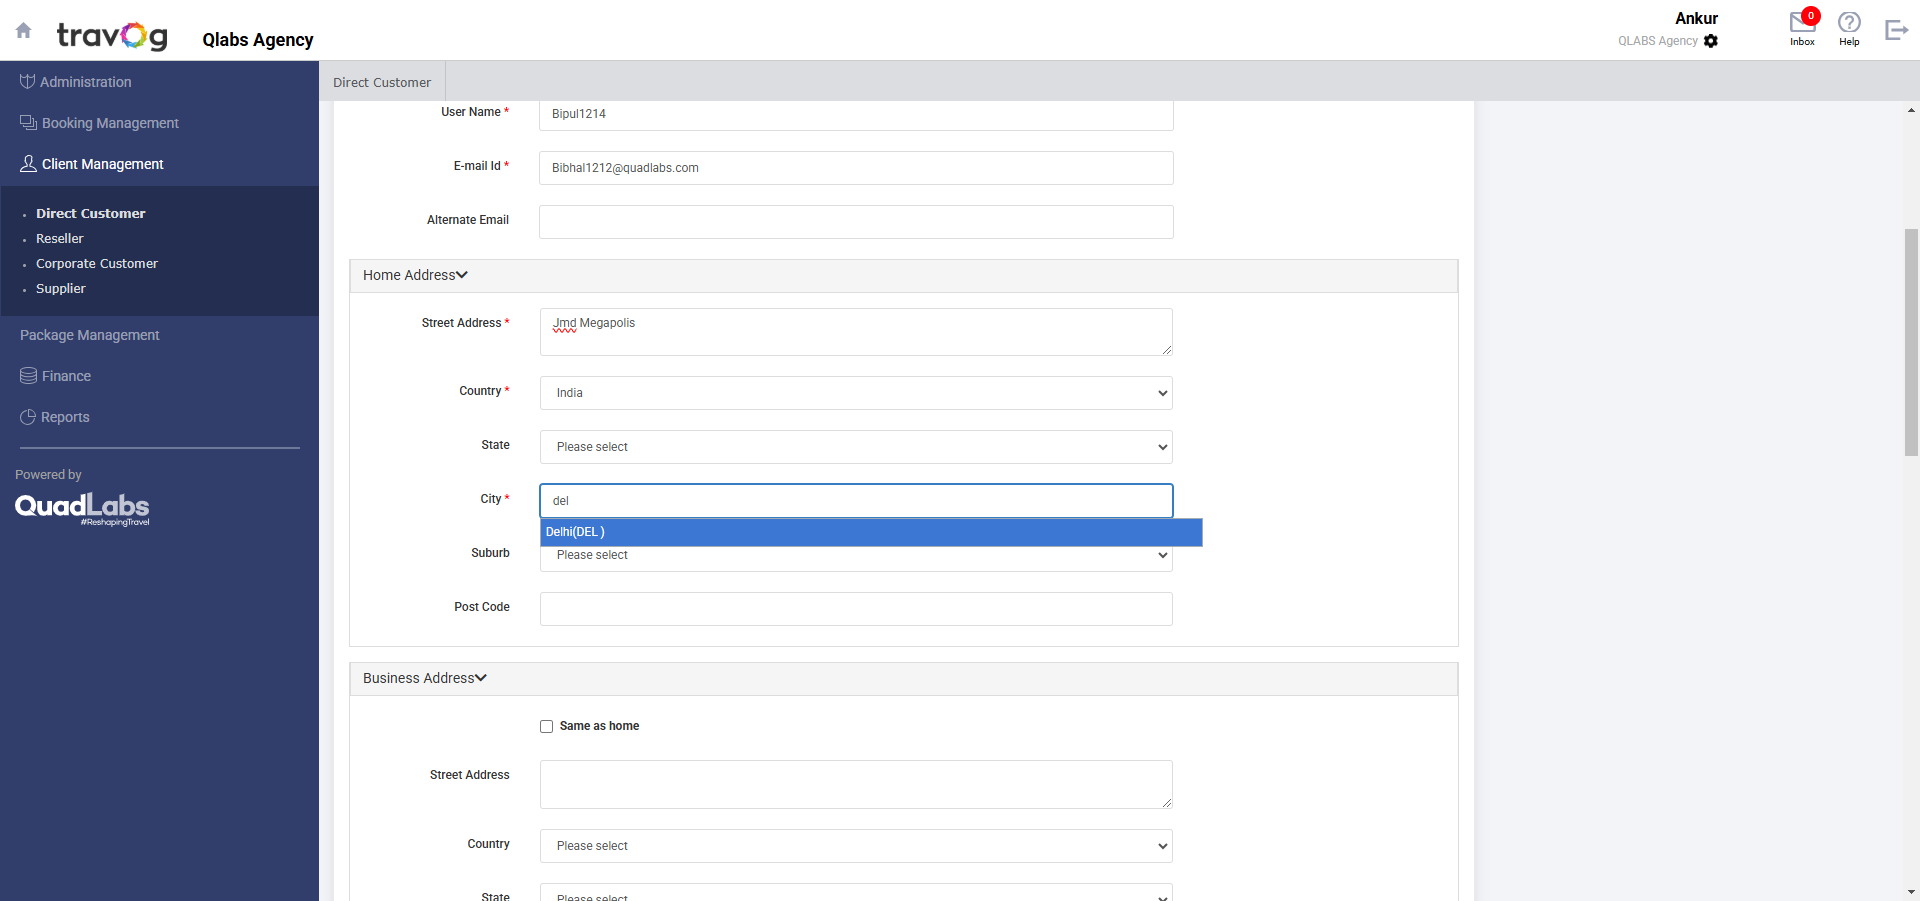 travog
Qlabs Agency
Ankur
QLABS Agency
0
Inbox
Help
Administration
Booking Management
Client Management
Direct Customer
Reseller
Corporate Customer
Supplier
Package Management
Finance
Reports
Powered by
QuadLabs
#ReshapingTravel
Direct Customer
User Name *
Bipul1214
E-mail Id *
Bibhal1212@quadlabs.com
Alternate Email
Home Address
Street Address *
Jmd Megapolis
Country *
India
State
Please select
City *
del
Delhi(DEL )
Suburb
Please select
Post Code
Business Address
Same as home
Street Address
Country
Please select
State
Please select